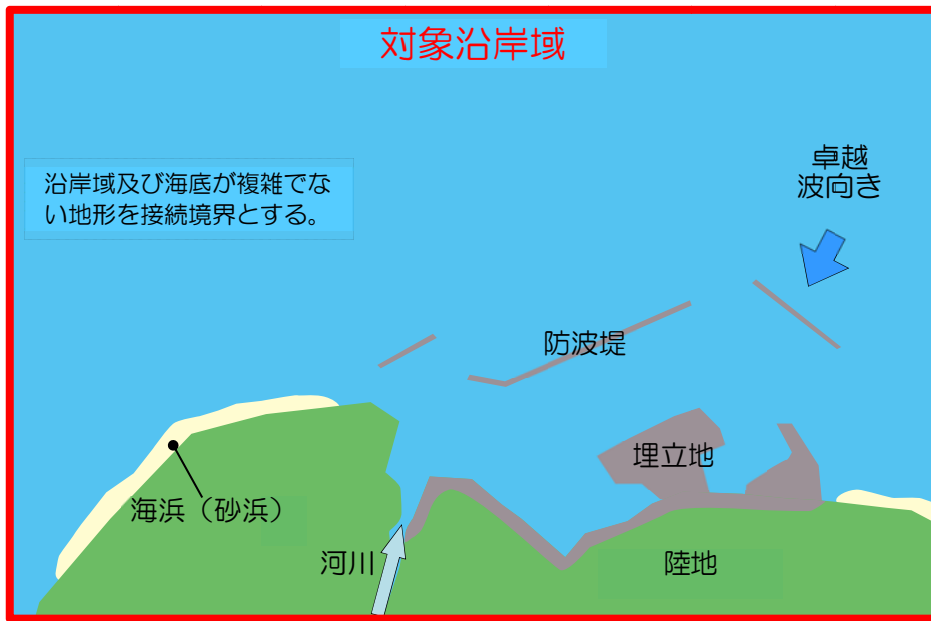 対象沿岸域
沿岸域及び海底が複雑でな
い地形を接続境界とする。
卓越
波向き
防波堤
埋立地
海浜（砂浜）
河川
陸地